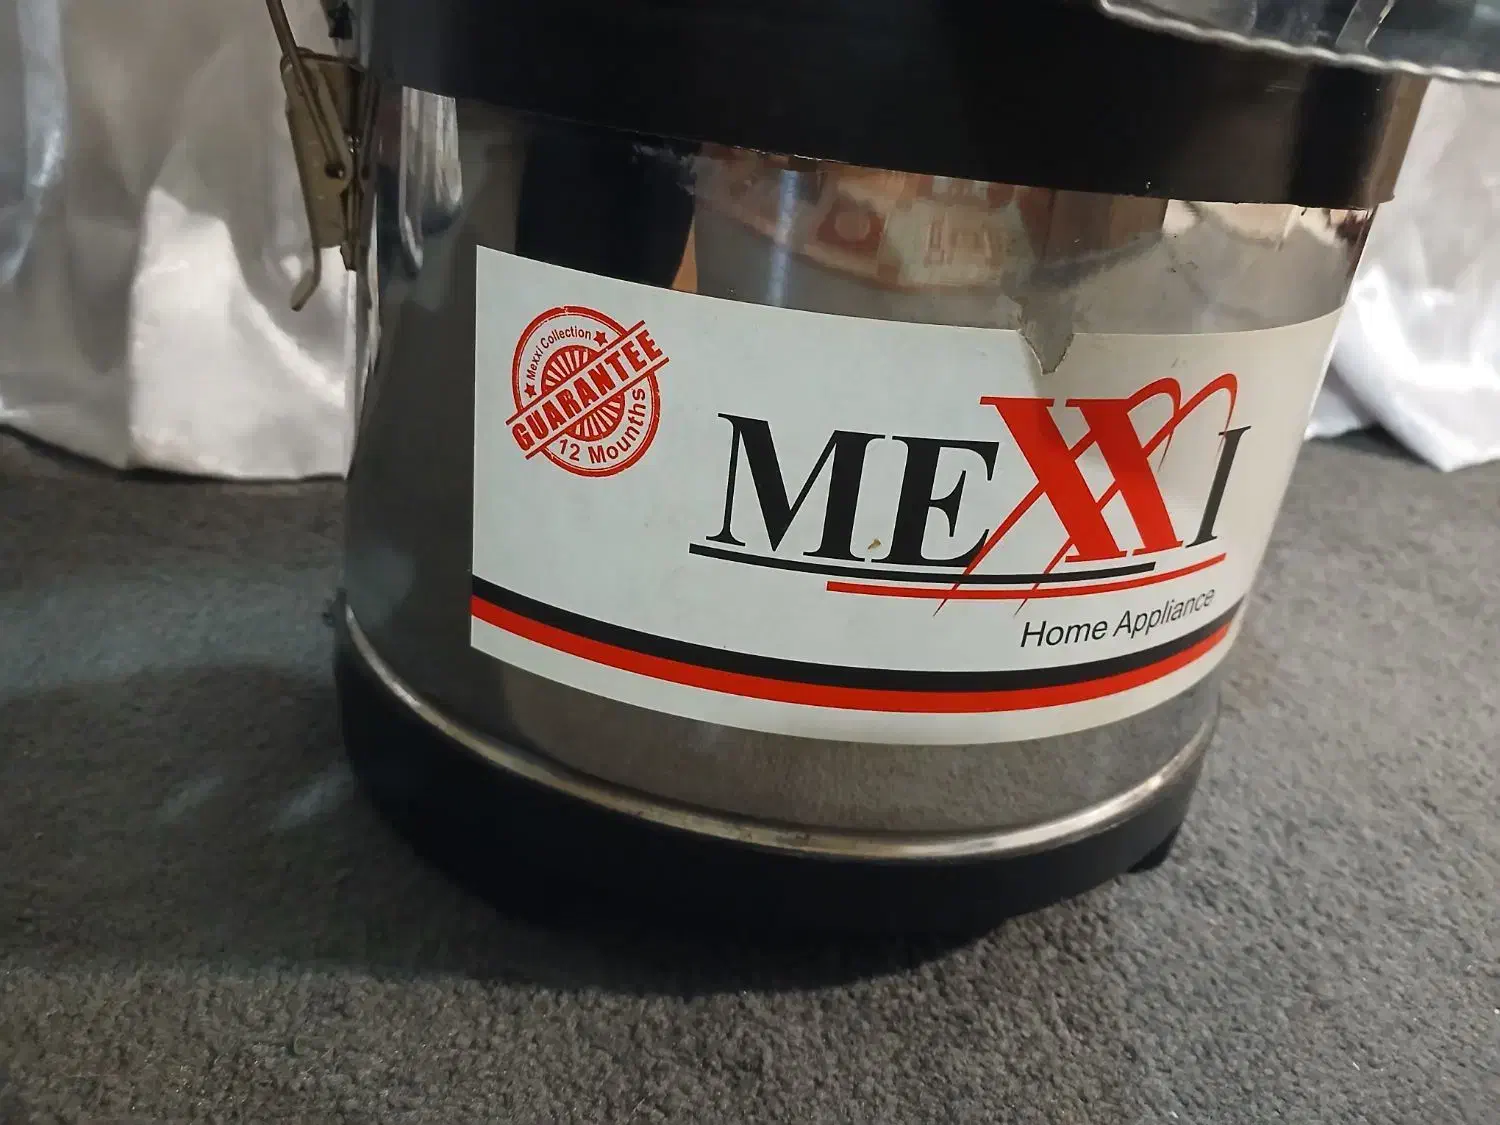 Mexxi Collection
GUARANTEE
12 Mounths
MEXXI
Home Appliance